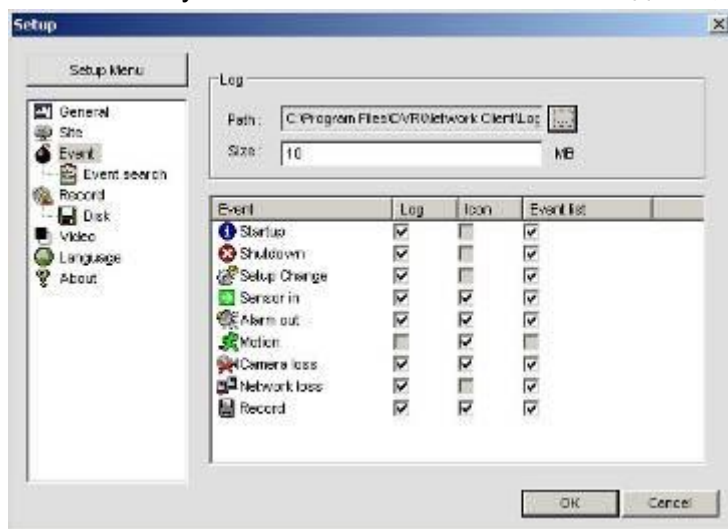 Setup
Setup Menu
General
Site
Event
Event search
Record
Disk
Video
Language
About
Log
Path :
C:\Program Files\DVR\Network Client\Log
...
Size :
10
MB
Event Log Icon Event list
Startup
Shutdown
Setup Change
Sensor in
Alarm out
Motion
Camera loss
Network loss
Record
OK Cancel